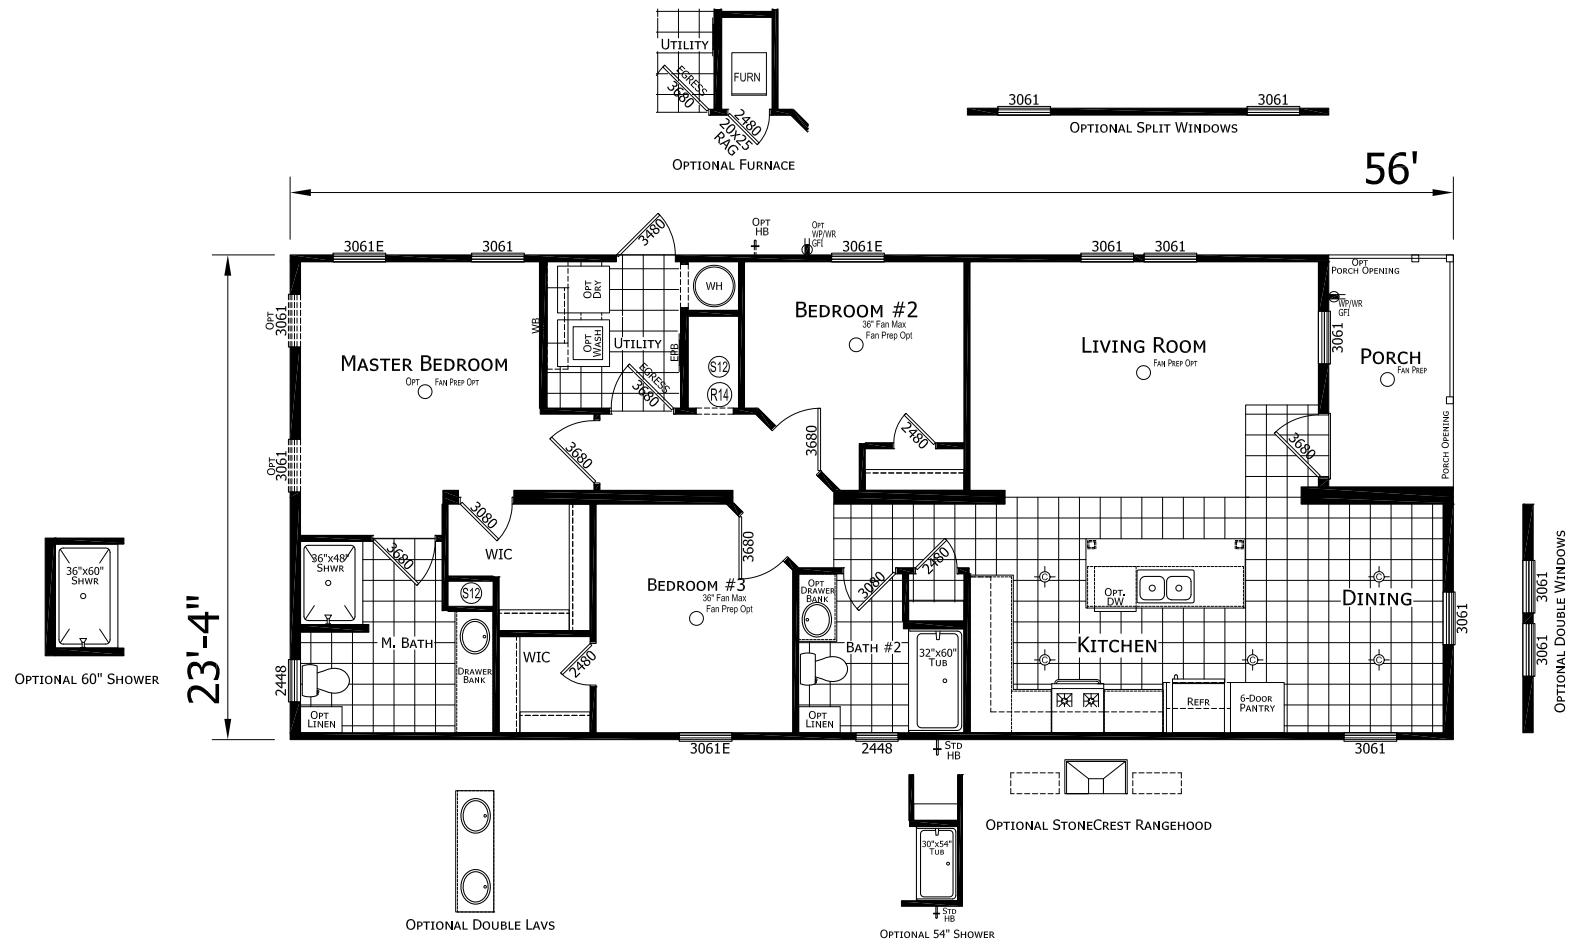 UTILITY
EGRESS
3680
FURN
2480
20X25
RAG
OPTIONAL FURNACE
3061
3061
OPTIONAL SPLIT WINDOWS
56'
3061E
3061
3480
OPT
HB
OPT
WP/WR
GFI
3061E
3061
3061
OPT
PORCH OPENING
OPT
3061
WB
OPT
DRY
WH
BEDROOM #2
36" Fan Max
Fan Prep Opt
WP/WR
GFI
3061
OPT
WASH
UTILITY
EPB
LIVING ROOM
Fan Prep Opt
PORCH
Fan Prep
MASTER BEDROOM
OPT
Fan Prep Opt
S12
R14
EGRESS
3680
3680
3680
2480
3680
PORCH OPENING
OPT
3061
3080
WIC
3680
36"x60"
SHWR
OPTIONAL 60" SHOWER
23'-4"
36"x48"
SHWR
3680
S12
BEDROOM #3
36" Fan Max
Fan Prep Opt
OPT
DRAWER
BANK
3080
2480
OPT.
DW
DINING
3061
3061
3061
OPTIONAL DOUBLE WINDOWS
M. BATH
WIC
2480
BATH #2
32"x60"
TUB
KITCHEN
2448
DRAWER
BANK
OPT
LINEN
OPT
LINEN
REFR
6-DOOR
PANTRY
3061E
2448
STD
HB
3061
OPTIONAL STONECREST RANGEHOOD
30"x54"
TUB
STD
HB
OPTIONAL DOUBLE LAVS
OPTIONAL 54" SHOWER